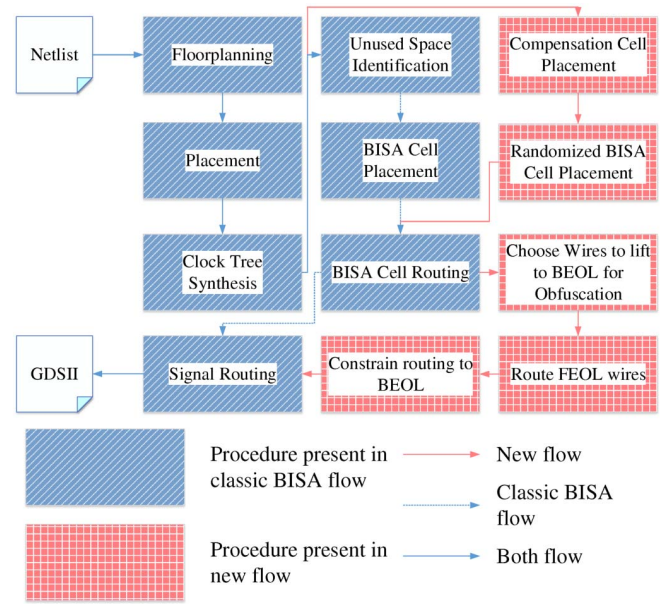 Netlist
Floorplanning
Unused Space
Identification
Compensation Cell
Placement
Placement
BISA Cell
Placement
Randomized BISA
Cell Placement
Clock Tree
Synthesis
BISA Cell Routing
Choose Wires to lift
to BEOL for
Obfuscation
GDSII
Signal Routing
Constrain routing to
BEOL
Route FEOL wires
Procedure present in
classic BISA flow
New flow
Classic BISA
flow
Procedure present in
new flow
Both flow